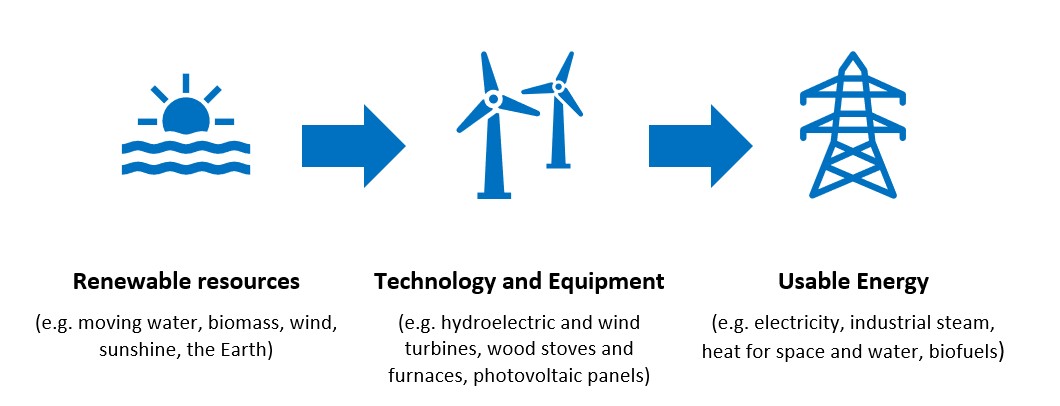 Renewable resources
(e.g. moving water, biomass, wind,
sunshine, the Earth)
Technology and Equipment
(e.g. hydroelectric and wind
turbines, wood stoves and
furnaces, photovoltaic panels)
Usable Energy
(e.g. electricity, industrial steam,
heat for space and water, biofuels)